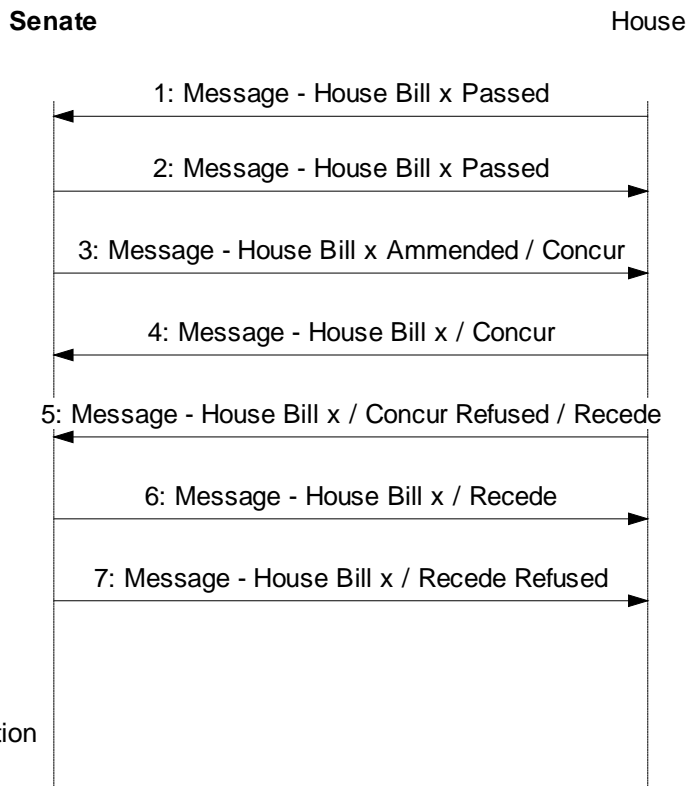 Senate House
1: Message - House Bill x Passed
2: Message - House Bill x Passed
3: Message - House Bill x Ammended / Concur
4: Message - House Bill x / Concur
5: Message - House Bill x / Concur Refused / Recede
6: Message - House Bill x / Recede
7: Message - House Bill x / Recede Refused